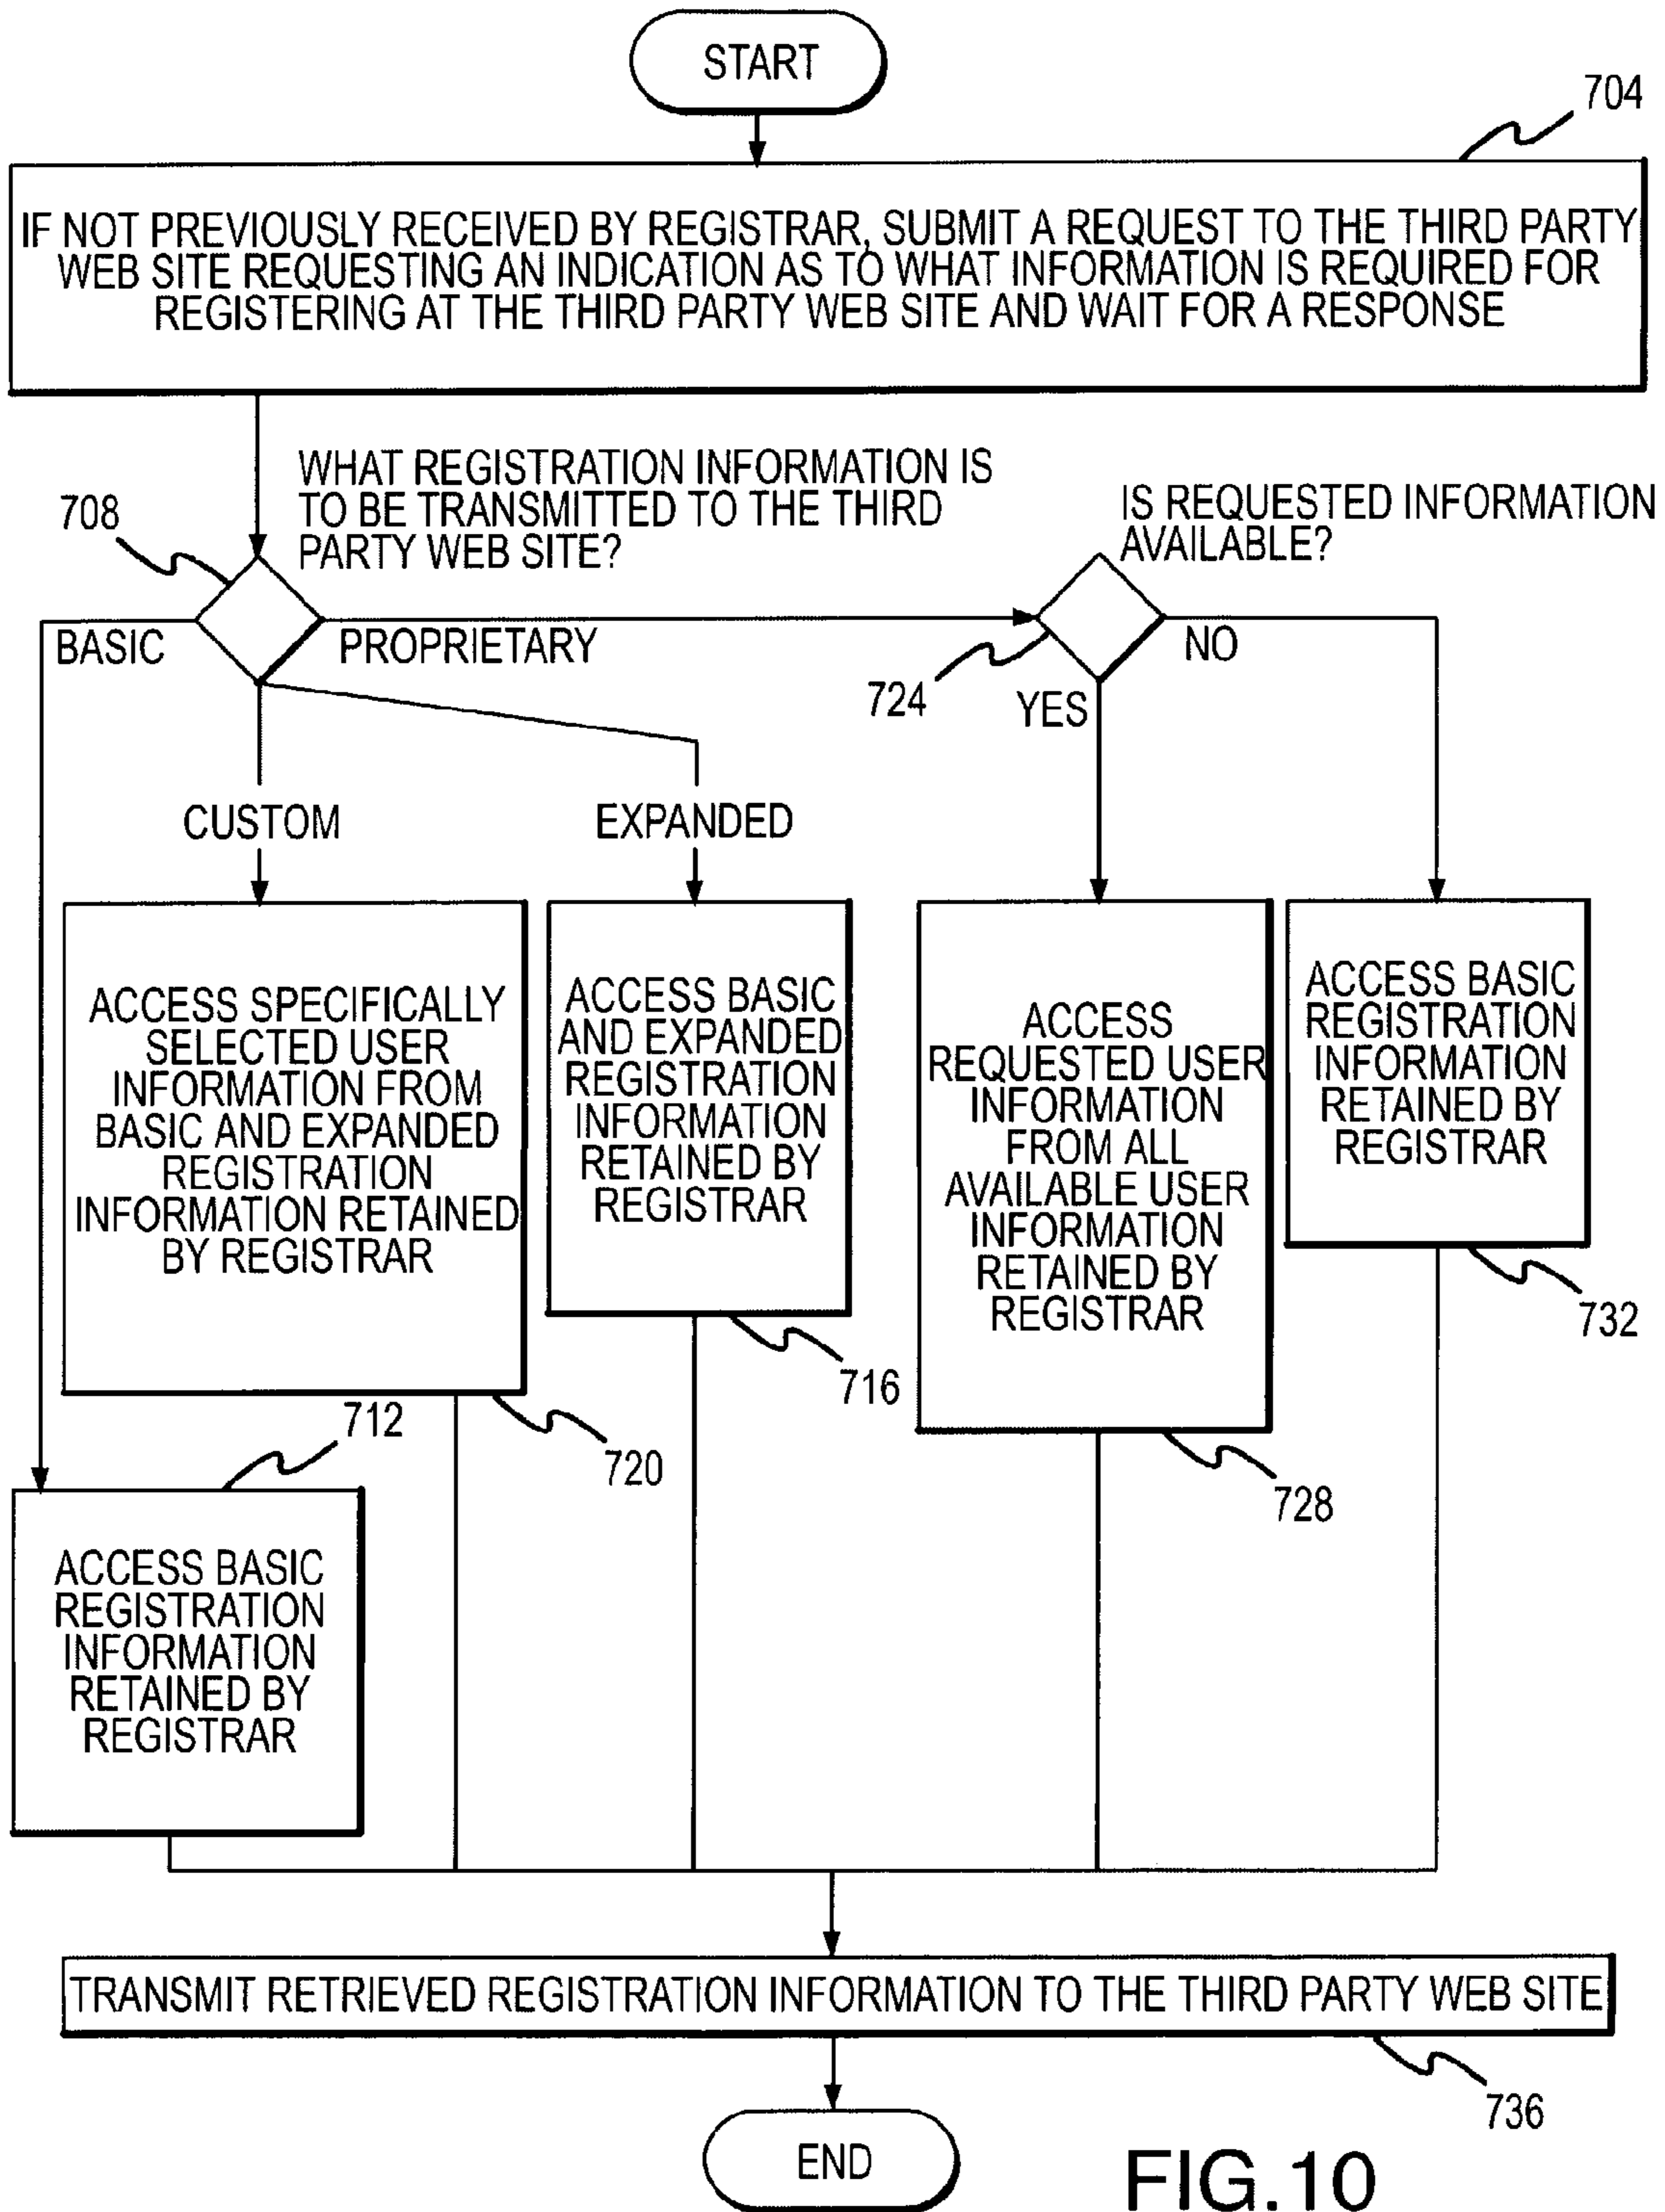 START
704
IF NOT PREVIOUSLY RECEIVED BY REGISTRAR, SUBMIT A REQUEST TO THE THIRD PARTY
WEB SITE REQUESTING AN INDICATION AS TO WHAT INFORMATION IS REQUIRED FOR
REGISTERING AT THE THIRD PARTY WEB SITE AND WAIT FOR A RESPONSE
WHAT REGISTRATION INFORMATION IS
TO BE TRANSMITTED TO THE THIRD
PARTY WEB SITE?
708
IS REQUESTED INFORMATION
AVAILABLE?
BASIC
PROPRIETARY
724
NO
YES
CUSTOM
EXPANDED
ACCESS SPECIFICALLY
SELECTED USER
INFORMATION FROM
BASIC AND EXPANDED
REGISTRATION
INFORMATION RETAINED
BY REGISTRAR
720
ACCESS BASIC
AND EXPANDED
REGISTRATION
INFORMATION
RETAINED BY
REGISTRAR
716
ACCESS
REQUESTED USER
INFORMATION
FROM ALL
AVAILABLE USER
INFORMATION
RETAINED BY
REGISTRAR
728
ACCESS BASIC
REGISTRATION
INFORMATION
RETAINED BY
REGISTRAR
732
712
ACCESS BASIC
REGISTRATION
INFORMATION
RETAINED BY
REGISTRAR
TRANSMIT RETRIEVED REGISTRATION INFORMATION TO THE THIRD PARTY WEB SITE
736
END
FIG.10